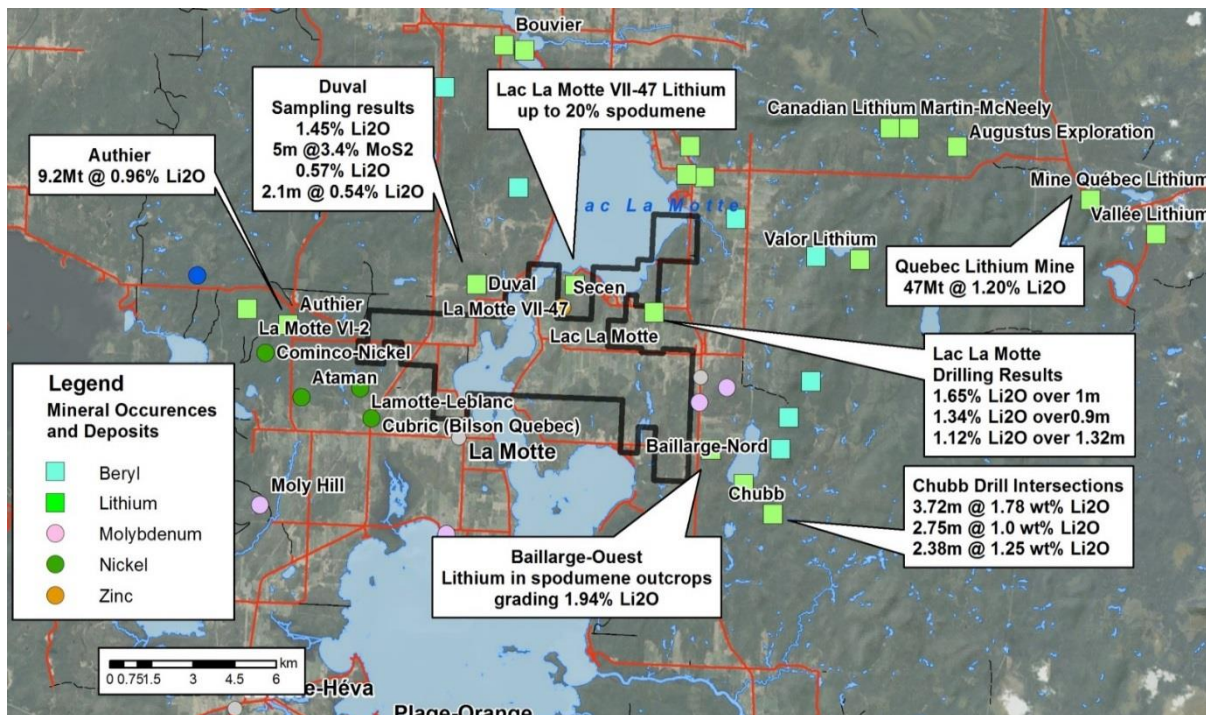 Bouvier
Duval
Sampling results
1.45% Li2O
5m @3.4% MoS2
0.57% Li2O
2.1m @ 0.54% Li2O
Lac La Motte VII-47 Lithium
up to 20% spodumene
Canadian Lithium Martin-McNeely
Augustus Exploration
Authier
9.2Mt @ 0.96% Li2O
Mine Québec Lithium
Vallée Lithium
ac La Motte
Valor Lithium
Quebec Lithium Mine
47Mt @ 1.20% Li2O
Duval
Secen
Authier
La Motte VII-47
La Motte VI-2
Lac La Motte
Cominco-Nickel
Ataman
Lamotte-Leblanc
Cubric (Bilson Quebec)
La Motte
Lac La Motte
Drilling Results
1.65% Li2O over 1m
1.34% Li2O over0.9m
1.12% Li2O over 1.32m
Legend
Mineral Occurences
and Deposits
Beryl
Lithium
Molybdenum
Nickel
Zinc
Baillarge-Nord
Moly Hill
Chubb
Chubb Drill Intersections
3.72m @ 1.78 wt% Li2O
2.75m @ 1.0 wt% Li2O
2.38m @ 1.25 wt% Li2O
Baillarge-Ouest
Lithium in spodumene outcrops
grading 1.94% Li2O
km
0 0.751.5 3 4.5 6
e-Héva
Plage-Orange